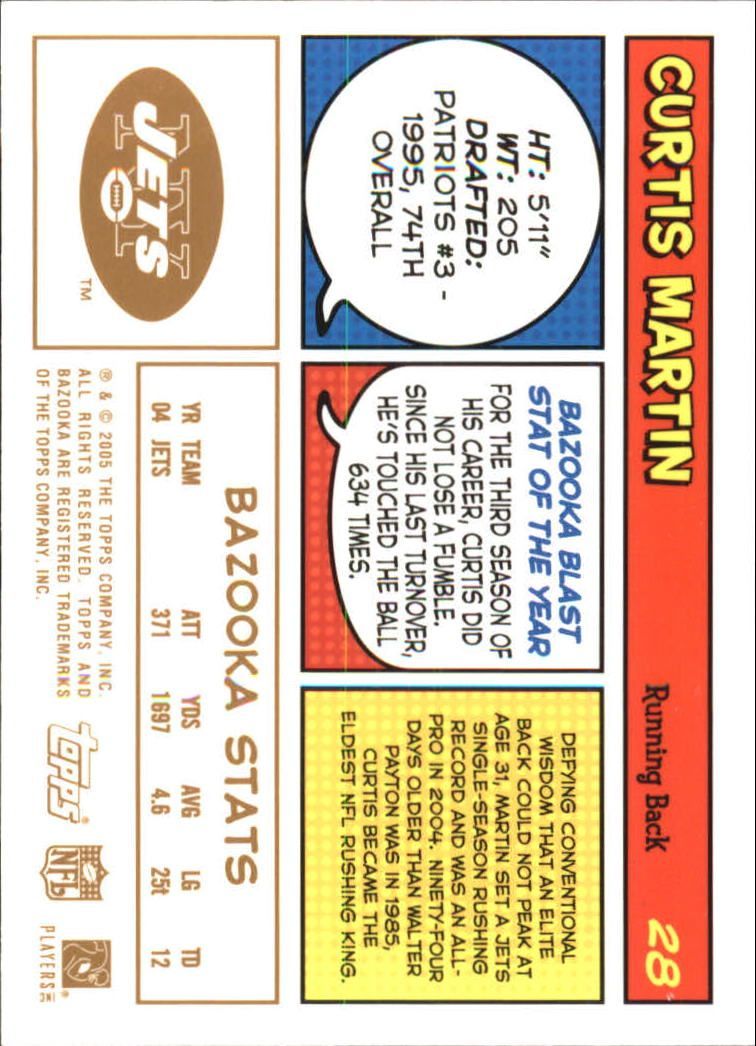 CURTIS MARTIN
Running Back
28
HT: 5'11"
WT: 205
DRAFTED:
PATRIOTS #3 -
1995, 74TH
OVERALL
BAZOOKA BLAST
STAT OF THE YEAR
FOR THE THIRD SEASON OF
HIS CAREER, CURTIS DID
NOT LOSE A FUMBLE.
SINCE HIS LAST TURNOVER,
HE'S TOUCHED THE BALL
634 TIMES.
DEFYING CONVENTIONAL
WISDOM THAT AN ELITE
BACK COULD NOT PEAK AT
AGE 31, MARTIN SET A JETS
SINGLE-SEASON RUSHING
RECORD AND WAS AN ALL-
PRO IN 2004. NINETY-FOUR
DAYS OLDER THAN WALTER
PAYTON WAS IN 1985,
CURTIS BECAME THE
ELDEST NFL RUSHING KING.
NY
JETS
TM
BAZOOKA STATS
YR TEAM ATT YDS AVG LG TD
04 JETS 371 1697 4.6 25t 12
® & © 2005 THE TOPPS COMPANY, INC.
ALL RIGHTS RESERVED. TOPPS AND
BAZOOKA ARE REGISTERED TRADEMARKS
OF THE TOPPS COMPANY, INC.
topps®
NFL
PLAYERS INC